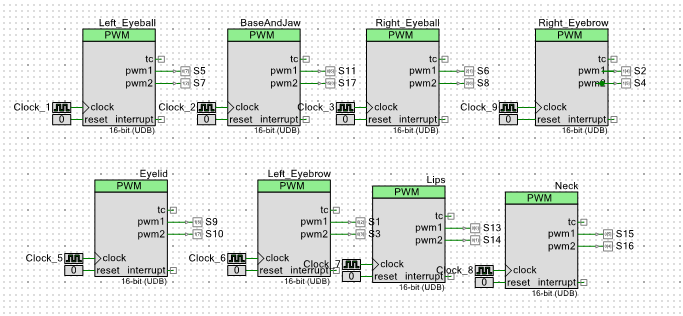 Left_Eyeball BaseAndJaw Right_Eyeball Right_Eyebrow
PWM PWM PWM PWM
tc tc tc tc
pwm1 S5 pwm1 S11 pwm1 S6 pwm1 S2
pwm2 S7 pwm2 S17 pwm2 S8 pwm2 S4
Clock_1 clock Clock_2 clock Clock_3 clock Clock_9 clock
0 reset interrupt 0 reset interrupt 0 reset interrupt 0 reset interrupt
16-bit (UDB) 16-bit (UDB) 16-bit (UDB) 16-bit (UDB)
Eyelid Left_Eyebrow Lips Neck
PWM PWM PWM PWM
tc tc tc tc
pwm1 S9 pwm1 S1 pwm1 S13 pwm1 S15
pwm2 S10 pwm2 S3 pwm2 S14 pwm2 S16
Clock_5 clock Clock_6 clock Clock_7 clock Clock_8 clock
0 reset interrupt 0 reset interrupt 0 reset interrupt 0 reset interrupt
16-bit (UDB) 16-bit (UDB) 16-bit (UDB) 16-bit (UDB)